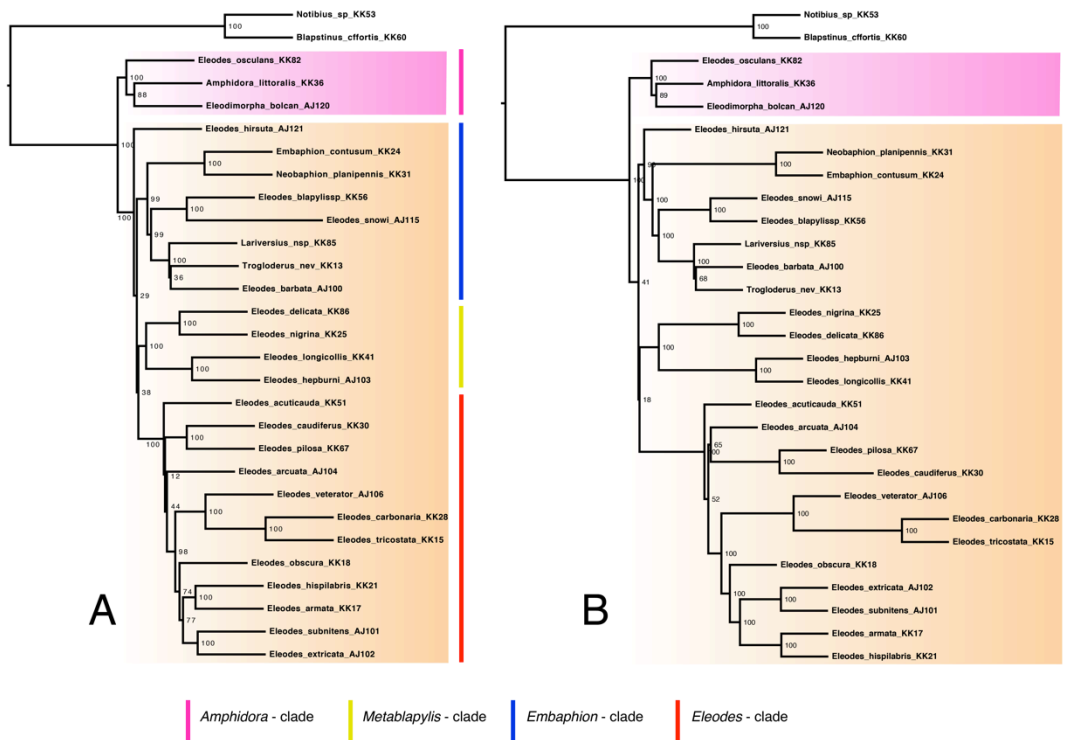 Notibius_sp_KK53
100
Blapstinus_cffortis_KK60
Eleodes_osculans_KK82
100
Amphidora_littoralis_KK36
88
Eleodimorpha_bolcan_AJ120
Eleodes_hirsuta_AJ121
100
Embaphion_contusum_KK24
100
Neobaphion_planipennis_KK31
99
Eleodes_blapylissp_KK56
100
Eleodes_snowi_AJ115
100
99
Lariversius_nsp_KK85
100
Trogloderus_nev_KK13
36
Eleodes_barbata_AJ100
29
Eleodes_delicata_KK86
100
Eleodes_nigrina_KK25
100
Eleodes_longicollis_KK41
100
Eleodes_hepburni_AJ103
38
Eleodes_acuticauda_KK51
Eleodes_caudiferus_KK30
100
100
Eleodes_pilosa_KK67
Eleodes_arcuata_AJ104
12
Eleodes_veterator_AJ106
44
100
Eleodes_carbonaria_KK28
100
Eleodes_tricostata_KK15
98
Eleodes_obscura_KK18
Eleodes_hispilabris_KK21
74
100
Eleodes_armata_KK17
77
Eleodes_subnitens_AJ101
100
Eleodes_extricata_AJ102
A
Notibius_sp_KK53
100
Blapstinus_cffortis_KK60
Eleodes_osculans_KK82
100
Amphidora_littoralis_KK36
89
Eleodimorpha_bolcan_AJ120
Eleodes_hirsuta_AJ121
Neobaphion_planipennis_KK31
100
Embaphion_contusum_KK24
100
Eleodes_snowi_AJ115
100
Eleodes_blapylissp_KK56
100
Lariversius_nsp_KK85
100
Eleodes_barbata_AJ100
68
Trogloderus_nev_KK13
41
Eleodes_nigrina_KK25
100
Eleodes_delicata_KK86
100
Eleodes_hepburni_AJ103
100
Eleodes_longicollis_KK41
18
Eleodes_acuticauda_KK51
Eleodes_arcuata_AJ104
65
Eleodes_pilosa_KK67
100
Eleodes_caudiferus_KK30
52
Eleodes_veterator_AJ106
100
Eleodes_carbonaria_KK28
100
Eleodes_tricostata_KK15
100
Eleodes_obscura_KK18
Eleodes_extricata_AJ102
100
100
Eleodes_subnitens_AJ101
100
Eleodes_armata_KK17
100
Eleodes_hispilabris_KK21
B
Amphidora - clade
Metablapylis - clade
Embaphion - clade
Eleodes - clade